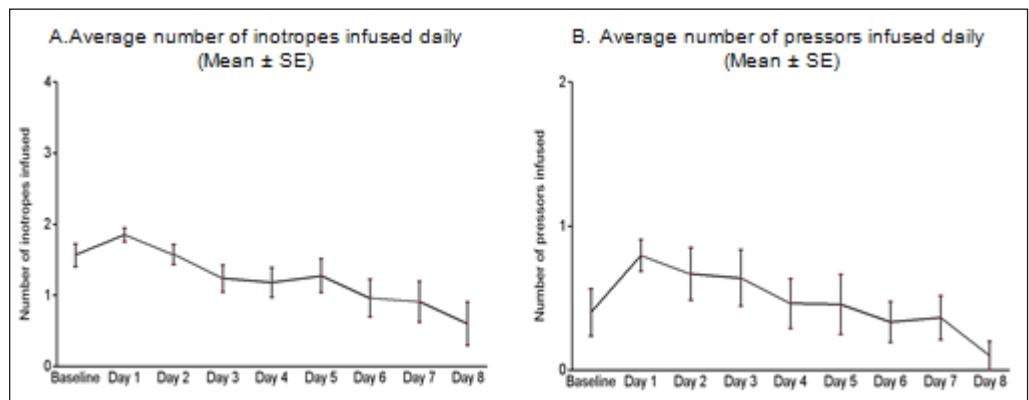 A.Average number of inotropes infused daily
(Mean ± SE)
Number of inotropes infused
4
3
2
1
0
Baseline Day 1 Day 2 Day 3 Day 4 Day 5 Day 6 Day 7 Day 8
B. Average number of pressors infused daily
(Mean ± SE)
Number of pressors infused
2
1
0
Baseline Day 1 Day 2 Day 3 Day 4 Day 5 Day 6 Day 7 Day 8